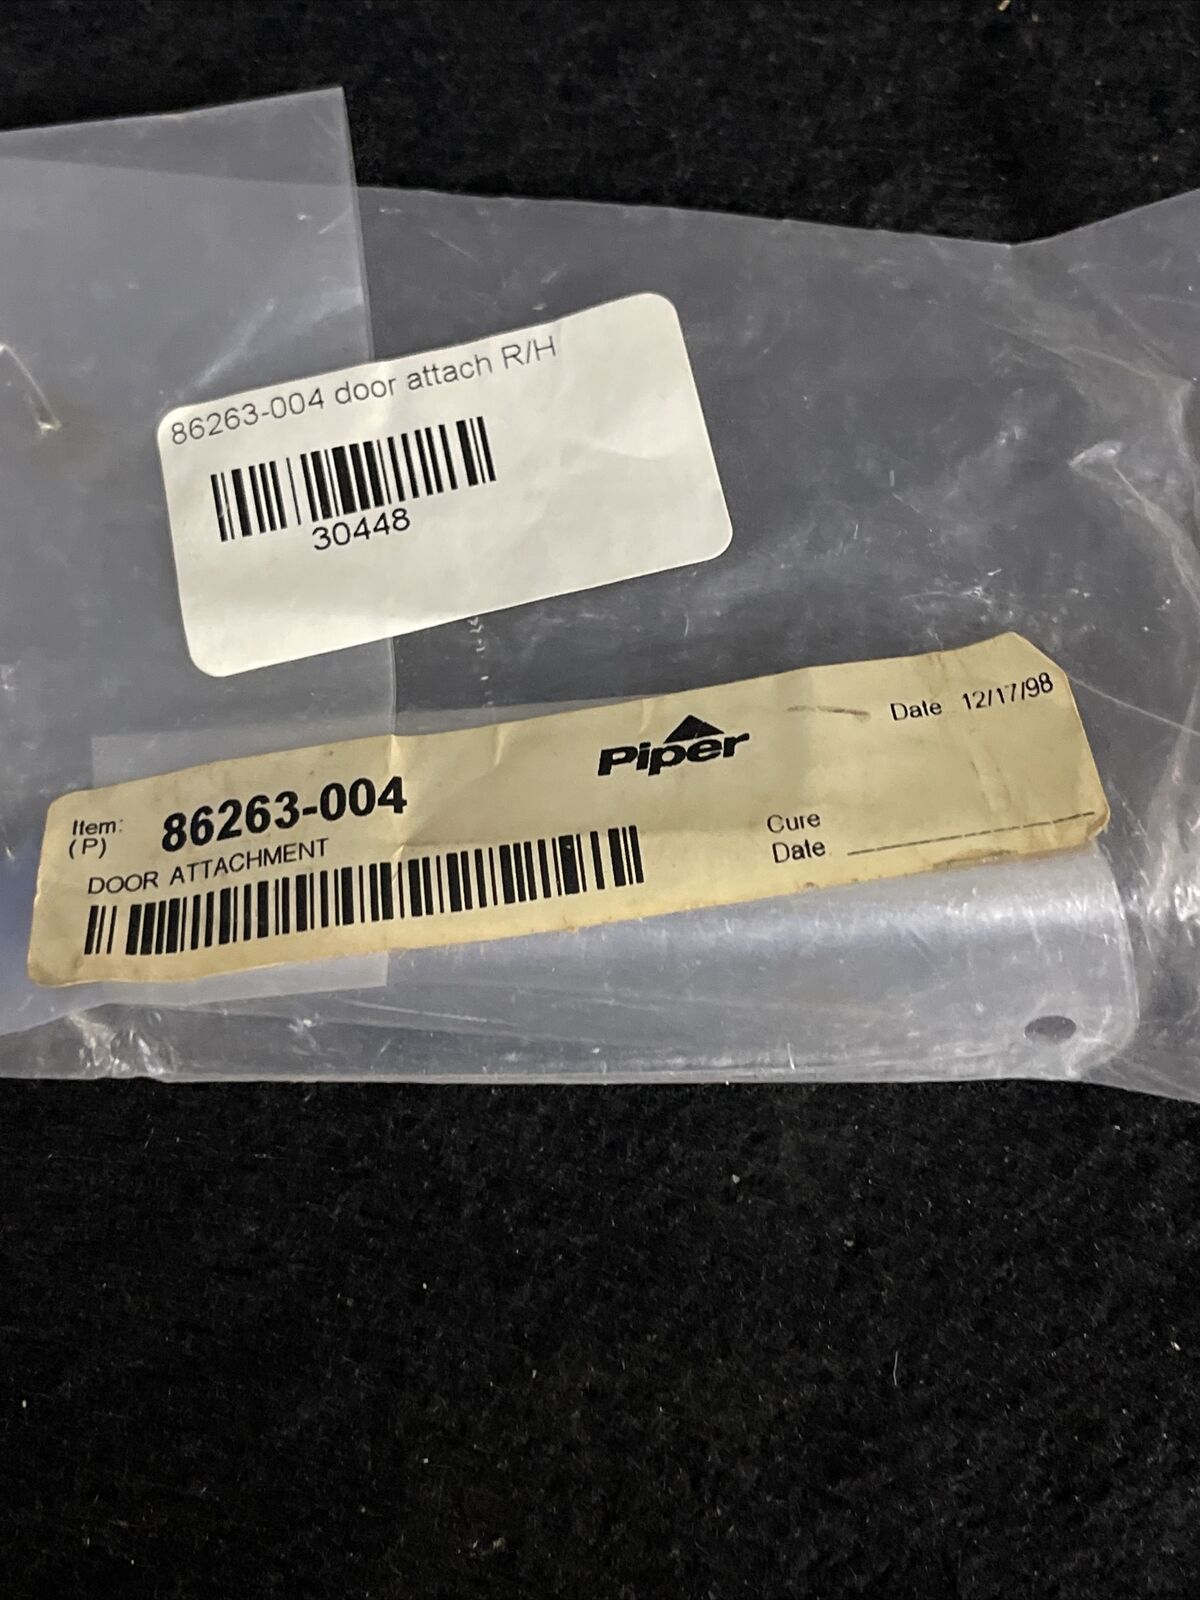 86263-004 door attach R/H
30448
Piper
Date 12/17/98
Item: 86263-004
(P)
DOOR ATTACHMENT
Cure
Date